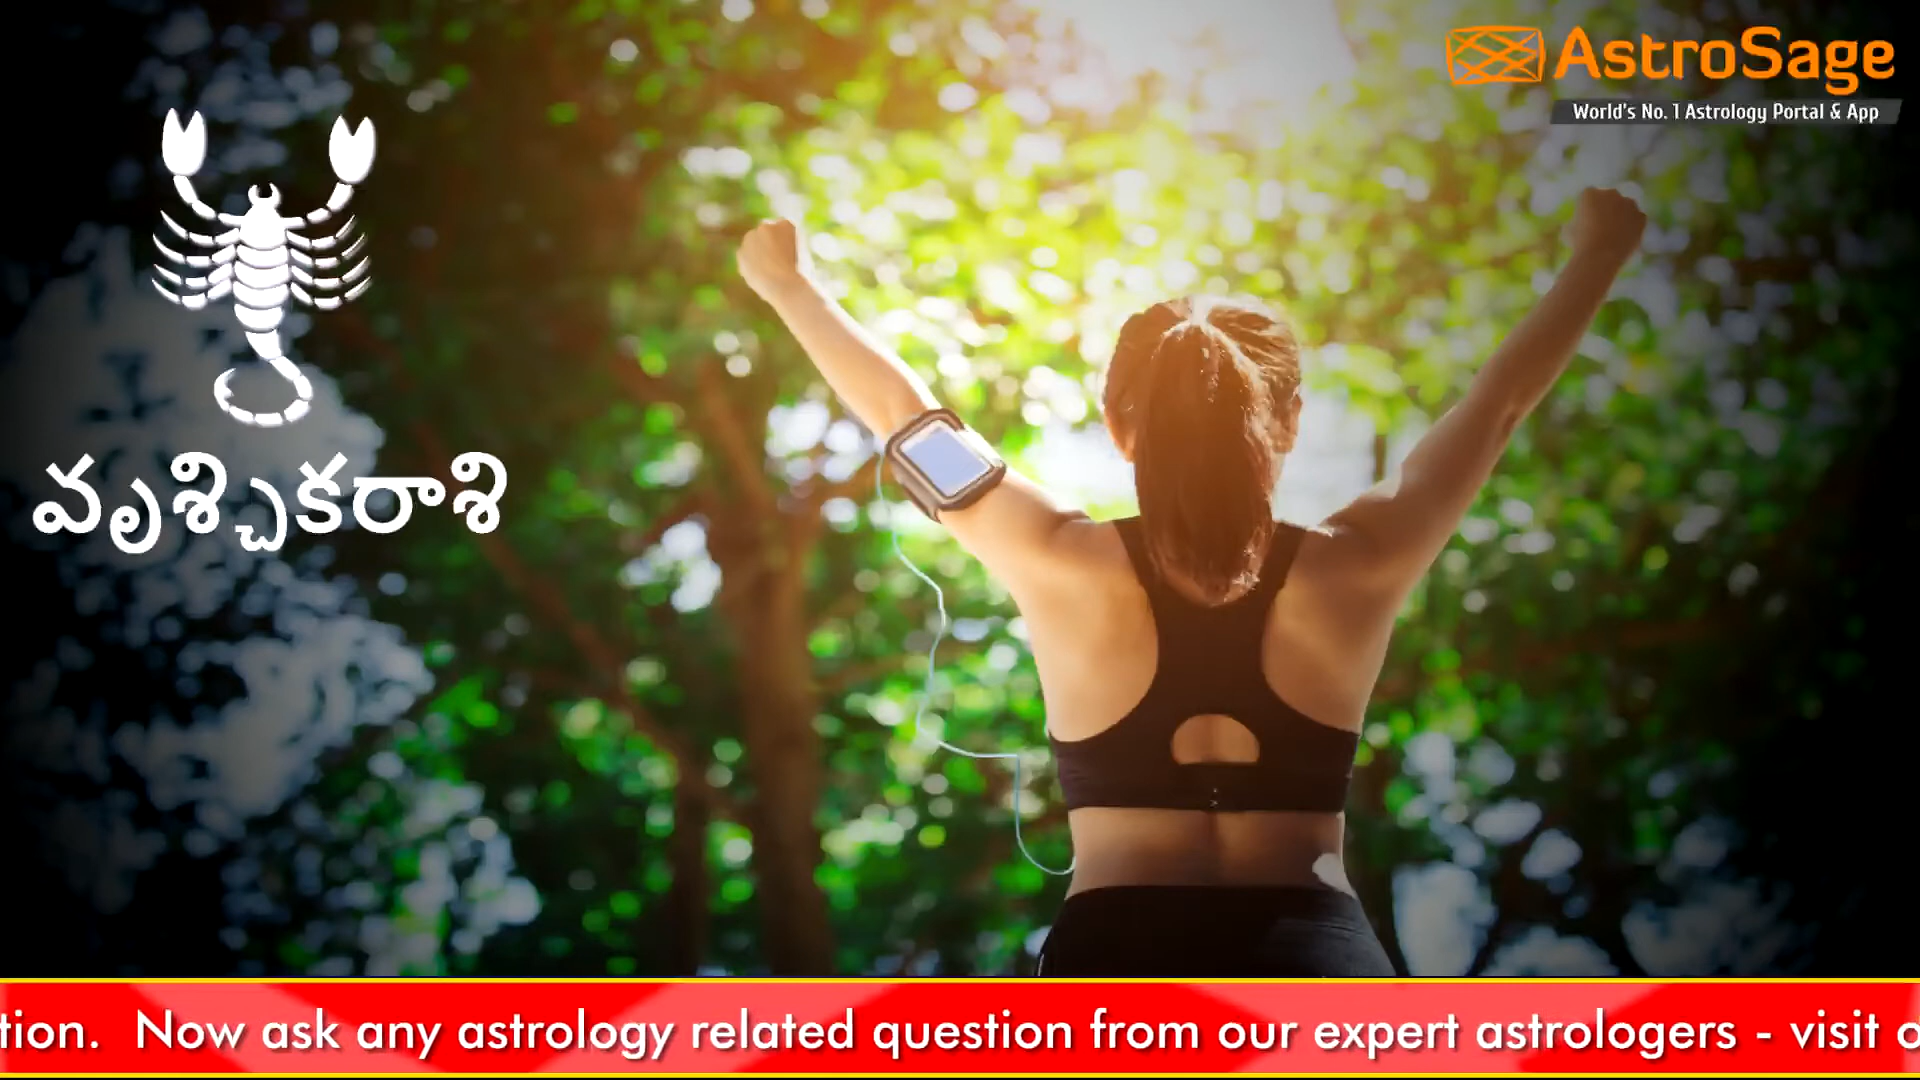 AstroSage
World's No. 1 Astrology Portal & App
వృశ్చికరాశి
Now ask any astrology related question from our expert astrologers - visit